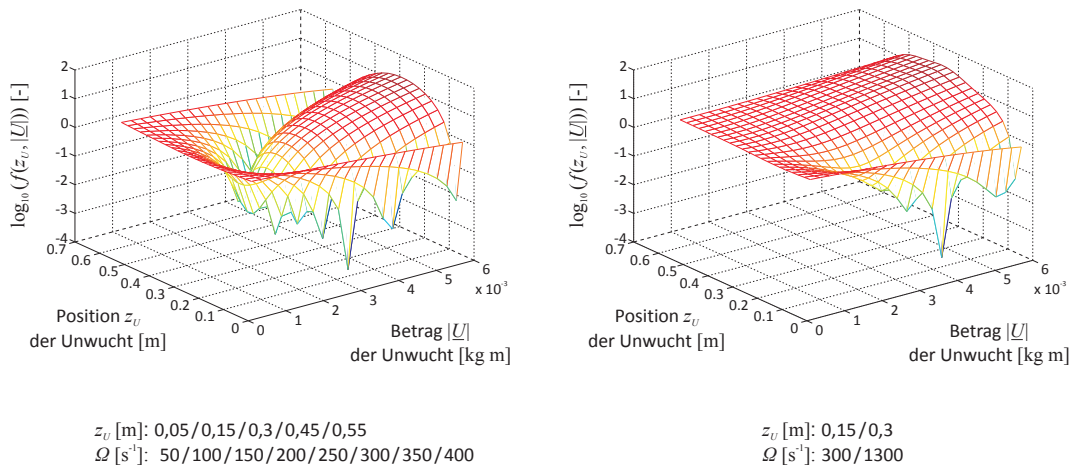 log₁₀(f(z_U, |U|)) [-]
2
1
0
-1
-2
-3
-4
0.7
0.6
0.5
0.4
0.3
0.2
0.1
0
0
1
2
3
4
5
6
x 10⁻³
Position z_U
der Unwucht [m]
Betrag |U|
der Unwucht [kg m]
z_U [m]: 0,05/0,15/0,3/0,45/0,55
Ω [s⁻¹]: 50/100/150/200/250/300/350/400
log₁₀(f(z_U, |U|)) [-]
2
1
0
-1
-2
-3
-4
0.7
0.6
0.5
0.4
0.3
0.2
0.1
0
0
1
2
3
4
5
6
x 10⁻³
Position z_U
der Unwucht [m]
Betrag |U|
der Unwucht [kg m]
z_U [m]: 0,15/0,3
Ω [s⁻¹]: 300/1300